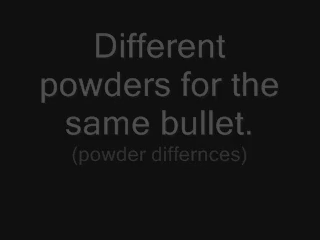 Different
powders for the
same bullet.
(powder differnces)